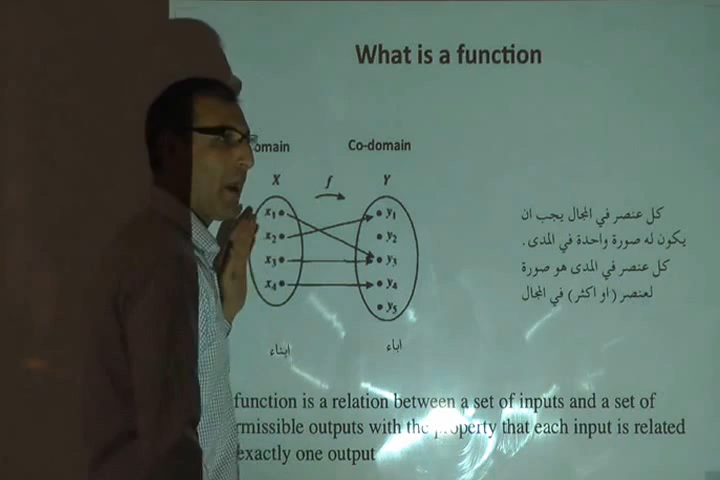 What is a function
omain Co-domain
X f Y
x1 y1
x2 y2
x3 y3
x4 y4
y5
كل عنصر في المجال يجب ان
يكون له صورة واحدة في المدى .
كل عنصر في المدى هو صورة
لعنصر (او اكثر) في المجال
ابناء اباء
function is a relation between a set of inputs and a set of
rmissible outputs with the property that each input is related
exactly one output